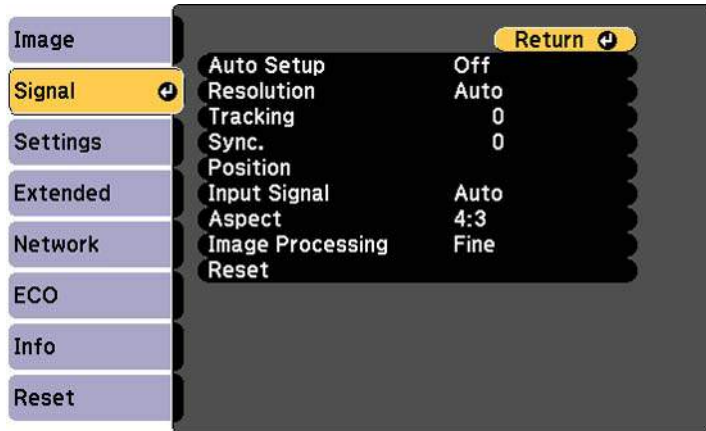 Image
Signal
Settings
Extended
Network
ECO
Info
Reset
Return
Auto Setup Off
Resolution Auto
Tracking 0
Sync. 0
Position
Input Signal Auto
Aspect 4:3
Image Processing Fine
Reset